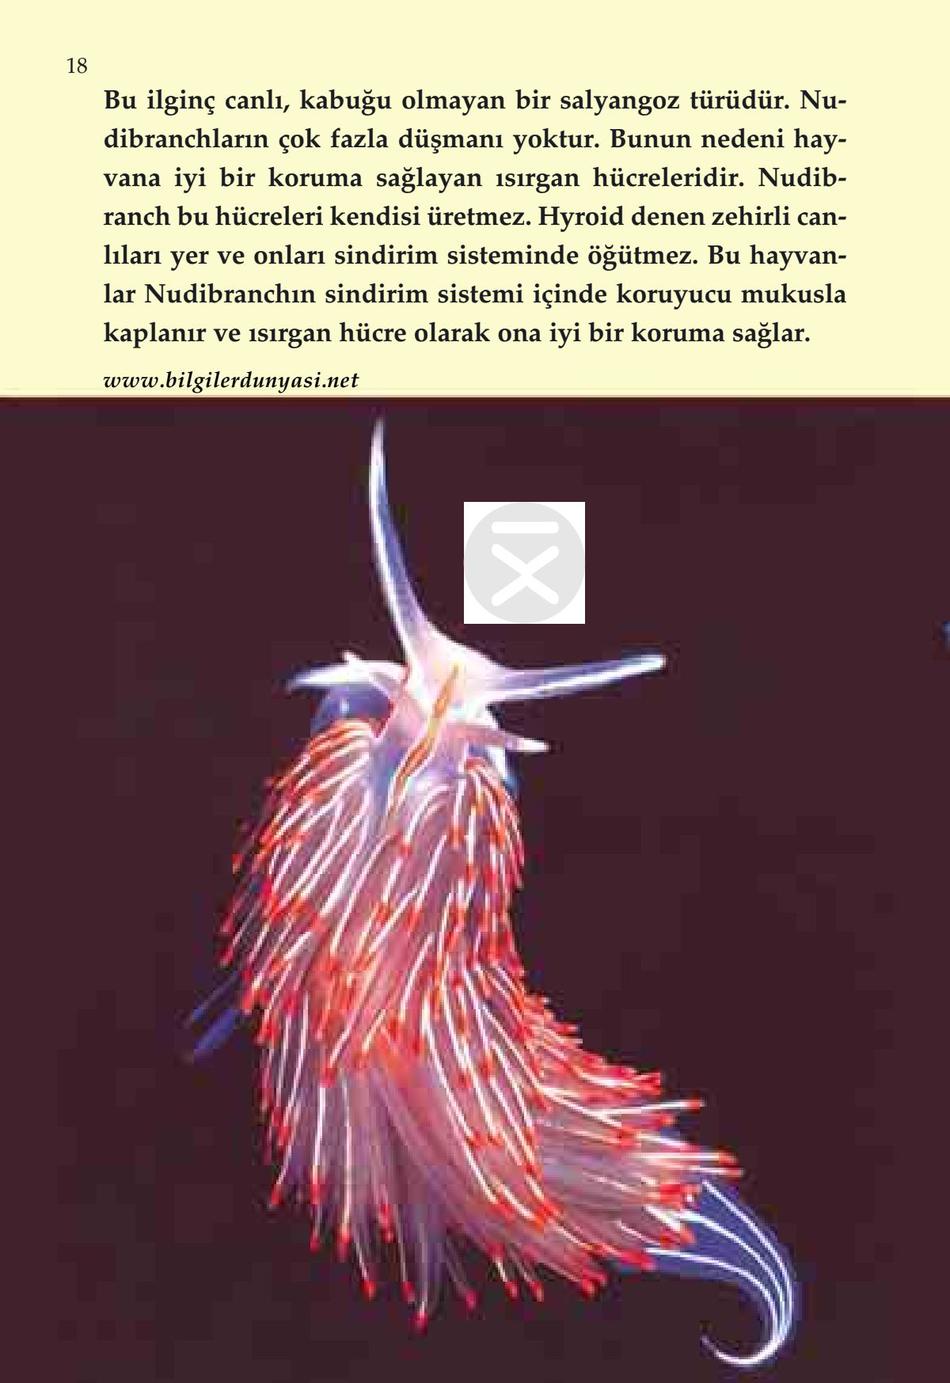 18
Bu ilginç canlı, kabuğu olmayan bir salyangoz türüdür. Nu-
dibranchların çok fazla düşmanı yoktur. Bunun nedeni hay-
vana iyi bir koruma sağlayan ısırgan hücreleridir. Nudib-
ranch bu hücreleri kendisi üretmez. Hyroid denen zehirli can-
lıları yer ve onları sindirim sisteminde öğütmez. Bu hayvan-
lar Nudibranchın sindirim sistemi içinde koruyucu mukusla
kaplanır ve ısırgan hücre olarak ona iyi bir koruma sağlar.
www.bilgilerdunyasi.net